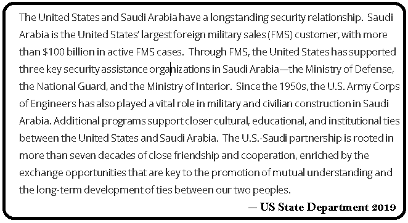 The United States and Saudi Arabia have a longstanding security relationship.  Saudi
Arabia is the United States' largest foreign military sales (FMS) customer, with more
than $100 billion in active FMS cases.  Through FMS, the United States has supported
three key security assistance organizations in Saudi Arabia—the Ministry of Defense,
the National Guard, and the Ministry of Interior.  Since the 1950s, the U.S. Army Corps
of Engineers has also played a vital role in military and civilian construction in Saudi
Arabia. Additional programs support closer cultural, educational, and institutional ties
between the United States and Saudi Arabia.  The U.S.-Saudi partnership is rooted in
more than seven decades of close friendship and cooperation, enriched by the
exchange opportunities that are key to the promotion of mutual understanding and
the long-term development of ties between our two peoples.
— US State Department 2019